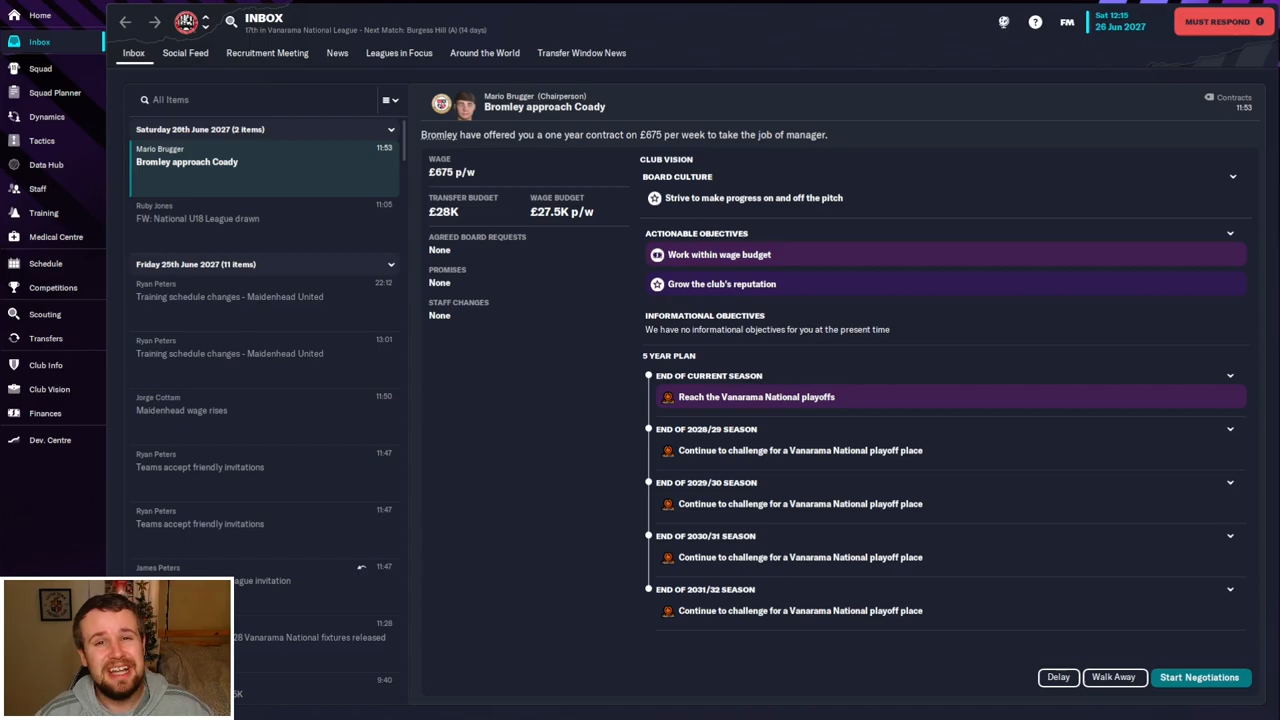 Home
Inbox
Squad
Squad Planner
Dynamics
Tactics
Data Hub
Staff
Training
Medical Centre
Schedule
Competitions
Scouting
Transfers
Club Info
Club Vision
Finances
Dev. Centre
INBOX
17th in Vanarama National League - Next Match: Burgess Hill (A) (14 days)
FM
Sat 12:15
26 Jun 2027
MUST RESPOND
Inbox
Social Feed
Recruitment Meeting
News
Leagues in Focus
Around the World
Transfer Window News
All Items
Saturday 26th June 2027 (2 items)
Mario Brugger 11:53
Bromley approach Coady
Ruby Jones 11:05
FW: National U18 League drawn
Friday 25th June 2027 (11 items)
Ryan Peters 22:12
Training schedule changes - Maidenhead United
Ryan Peters 13:01
Training schedule changes - Maidenhead United
Jorge Cottam 11:50
Maidenhead wage rises
Ryan Peters 11:47
Teams accept friendly invitations
Ryan Peters 11:47
Teams accept friendly invitations
James Peters 11:47
ague invitation
11:28
28 Vanarama National fixtures released
9:40
Mario Brugger (Chairperson)
Bromley approach Coady
Contracts
11:53
Bromley have offered you a one year contract on £675 per week to take the job of manager.
WAGE
£675 p/w
TRANSFER BUDGET
£28K
WAGE BUDGET
£27.5K p/w
AGREED BOARD REQUESTS
None
PROMISES
None
STAFF CHANGES
None
CLUB VISION
BOARD CULTURE
Strive to make progress on and off the pitch
ACTIONABLE OBJECTIVES
Work within wage budget
Grow the club's reputation
INFORMATIONAL OBJECTIVES
We have no informational objectives for you at the present time
5 YEAR PLAN
END OF CURRENT SEASON
Reach the Vanarama National playoffs
END OF 2028/29 SEASON
Continue to challenge for a Vanarama National playoff place
END OF 2029/30 SEASON
Continue to challenge for a Vanarama National playoff place
END OF 2030/31 SEASON
Continue to challenge for a Vanarama National playoff place
END OF 2031/32 SEASON
Continue to challenge for a Vanarama National playoff place
Delay
Walk Away
Start Negotiations